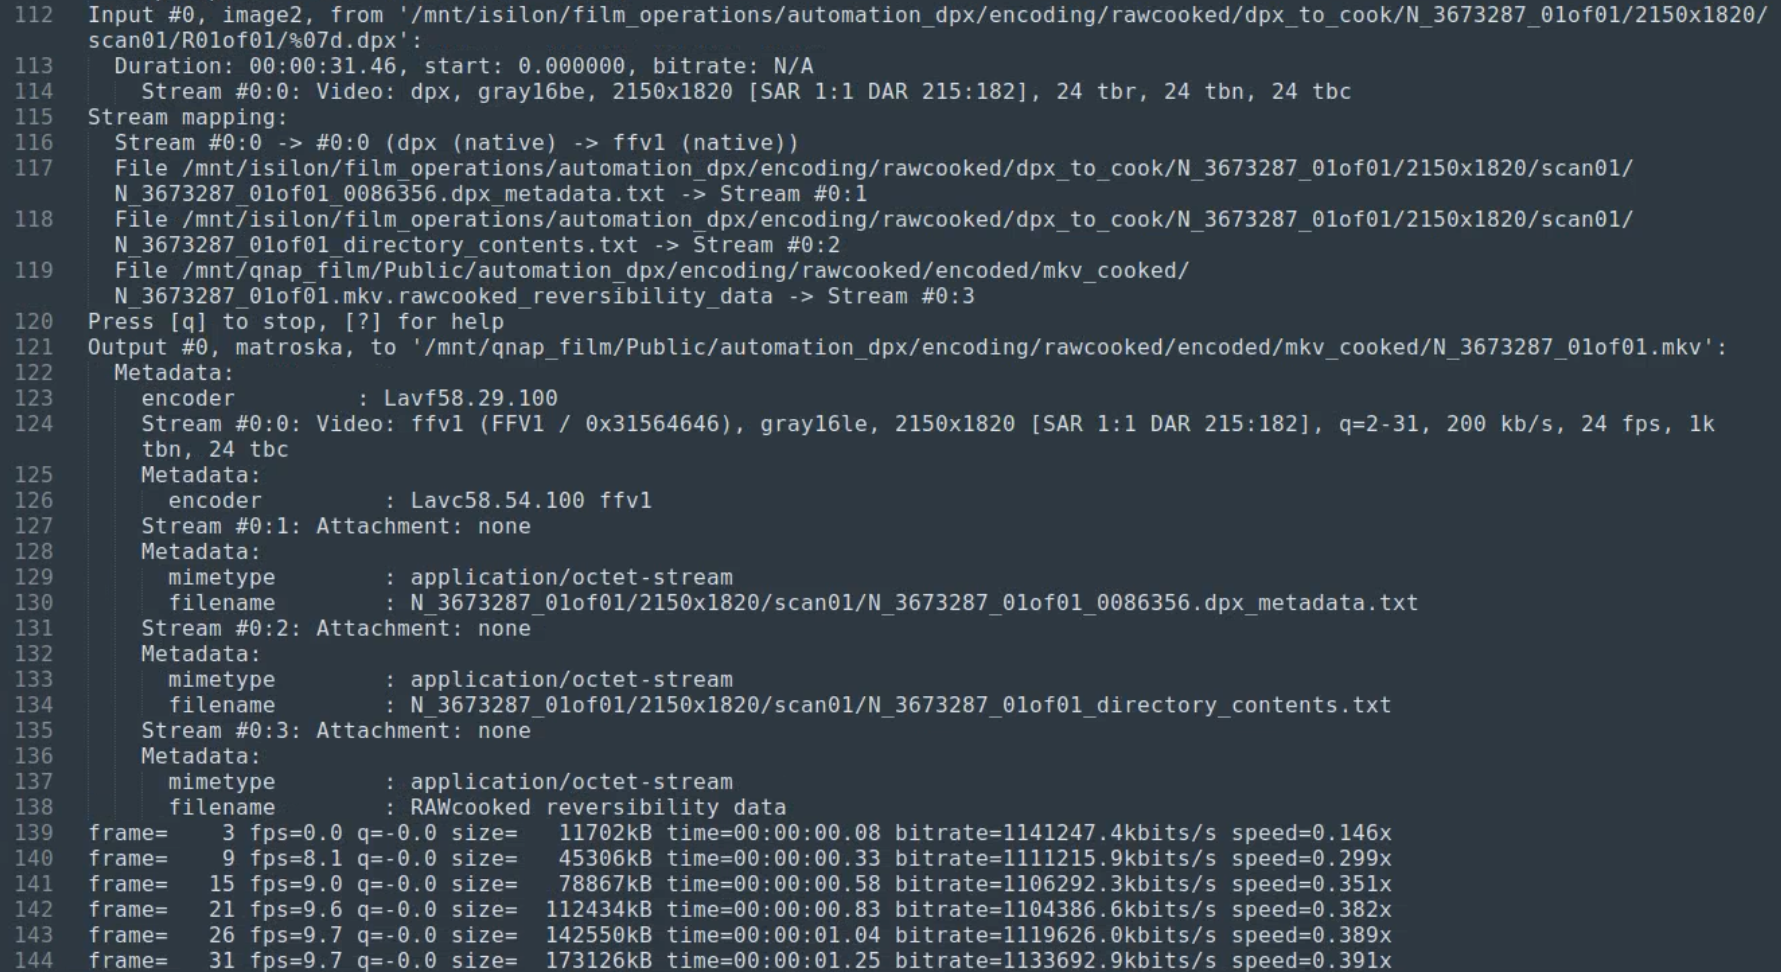 112 Input #0, image2, from '/mnt/isilon/film_operations/automation_dpx/encoding/rawcooked/dpx_to_cook/N_3673287_01of01/2150x1820/
scan01/R01of01/%07d.dpx':
113 Duration: 00:00:31.46, start: 0.000000, bitrate: N/A
114 Stream #0:0: Video: dpx, gray16be, 2150x1820 [SAR 1:1 DAR 215:182], 24 tbr, 24 tbn, 24 tbc
115 Stream mapping:
116 Stream #0:0 -> #0:0 (dpx (native) -> ffv1 (native))
117 File /mnt/isilon/film_operations/automation_dpx/encoding/rawcooked/dpx_to_cook/N_3673287_01of01/2150x1820/scan01/
N_3673287_01of01_0086356.dpx_metadata.txt -> Stream #0:1
118 File /mnt/isilon/film_operations/automation_dpx/encoding/rawcooked/dpx_to_cook/N_3673287_01of01/2150x1820/scan01/
N_3673287_01of01_directory_contents.txt -> Stream #0:2
119 File /mnt/qnap_film/Public/automation_dpx/encoding/rawcooked/encoded/mkv_cooked/
N_3673287_01of01.mkv.rawcooked_reversibility_data -> Stream #0:3
120 Press [q] to stop, [?] for help
121 Output #0, matroska, to '/mnt/qnap_film/Public/automation_dpx/encoding/rawcooked/encoded/mkv_cooked/N_3673287_01of01.mkv':
122 Metadata:
123 encoder : Lavf58.29.100
124 Stream #0:0: Video: ffv1 (FFV1 / 0x31564646), gray16le, 2150x1820 [SAR 1:1 DAR 215:182], q=2-31, 200 kb/s, 24 fps, 1k
tbn, 24 tbc
125 Metadata:
126 encoder : Lavc58.54.100 ffv1
127 Stream #0:1: Attachment: none
128 Metadata:
129 mimetype : application/octet-stream
130 filename : N_3673287_01of01/2150x1820/scan01/N_3673287_01of01_0086356.dpx_metadata.txt
131 Stream #0:2: Attachment: none
132 Metadata:
133 mimetype : application/octet-stream
134 filename : N_3673287_01of01/2150x1820/scan01/N_3673287_01of01_directory_contents.txt
135 Stream #0:3: Attachment: none
136 Metadata:
137 mimetype : application/octet-stream
138 filename : RAWcooked reversibility data
139 frame= 3 fps=0.0 q=-0.0 size= 11702kB time=00:00:00.08 bitrate=1141247.4kbits/s speed=0.146x
140 frame= 9 fps=8.1 q=-0.0 size= 45306kB time=00:00:00.33 bitrate=1111215.9kbits/s speed=0.299x
141 frame= 15 fps=9.0 q=-0.0 size= 78867kB time=00:00:00.58 bitrate=1106292.3kbits/s speed=0.351x
142 frame= 21 fps=9.6 q=-0.0 size= 112434kB time=00:00:00.83 bitrate=1104386.6kbits/s speed=0.382x
143 frame= 26 fps=9.7 q=-0.0 size= 142550kB time=00:00:01.04 bitrate=1119626.0kbits/s speed=0.389x
144 frame= 31 fps=9.7 q=-0.0 size= 173126kB time=00:00:01.25 bitrate=1133692.9kbits/s speed=0.391x